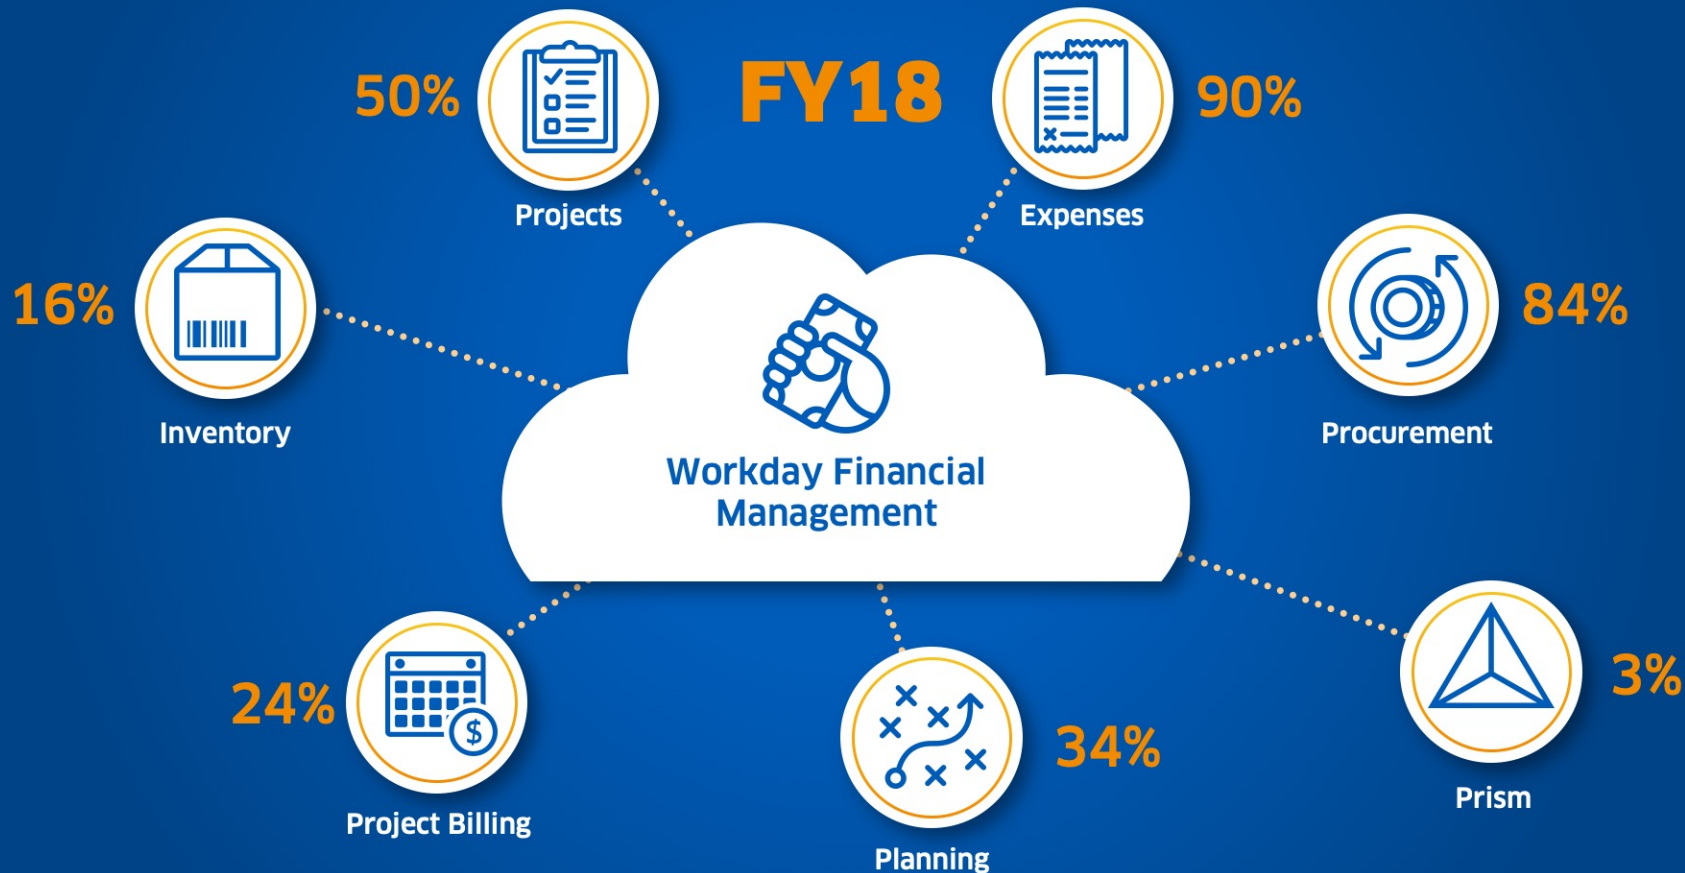 FY18
50%
Projects
90%
Expenses
16%
Inventory
84%
Procurement
Workday Financial
Management
24%
$
Project Billing
34%
Planning
3%
Prism